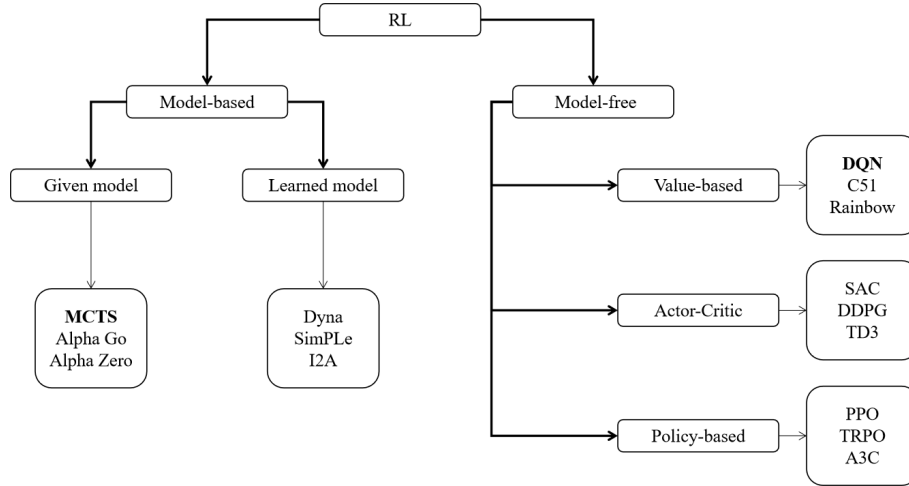 RL
Model-based
Model-free
Given model
Learned model
Value-based
DQN
C51
Rainbow
MCTS
Alpha Go
Alpha Zero
Dyna
SimPLe
I2A
Actor-Critic
SAC
DDPG
TD3
Policy-based
PPO
TRPO
A3C